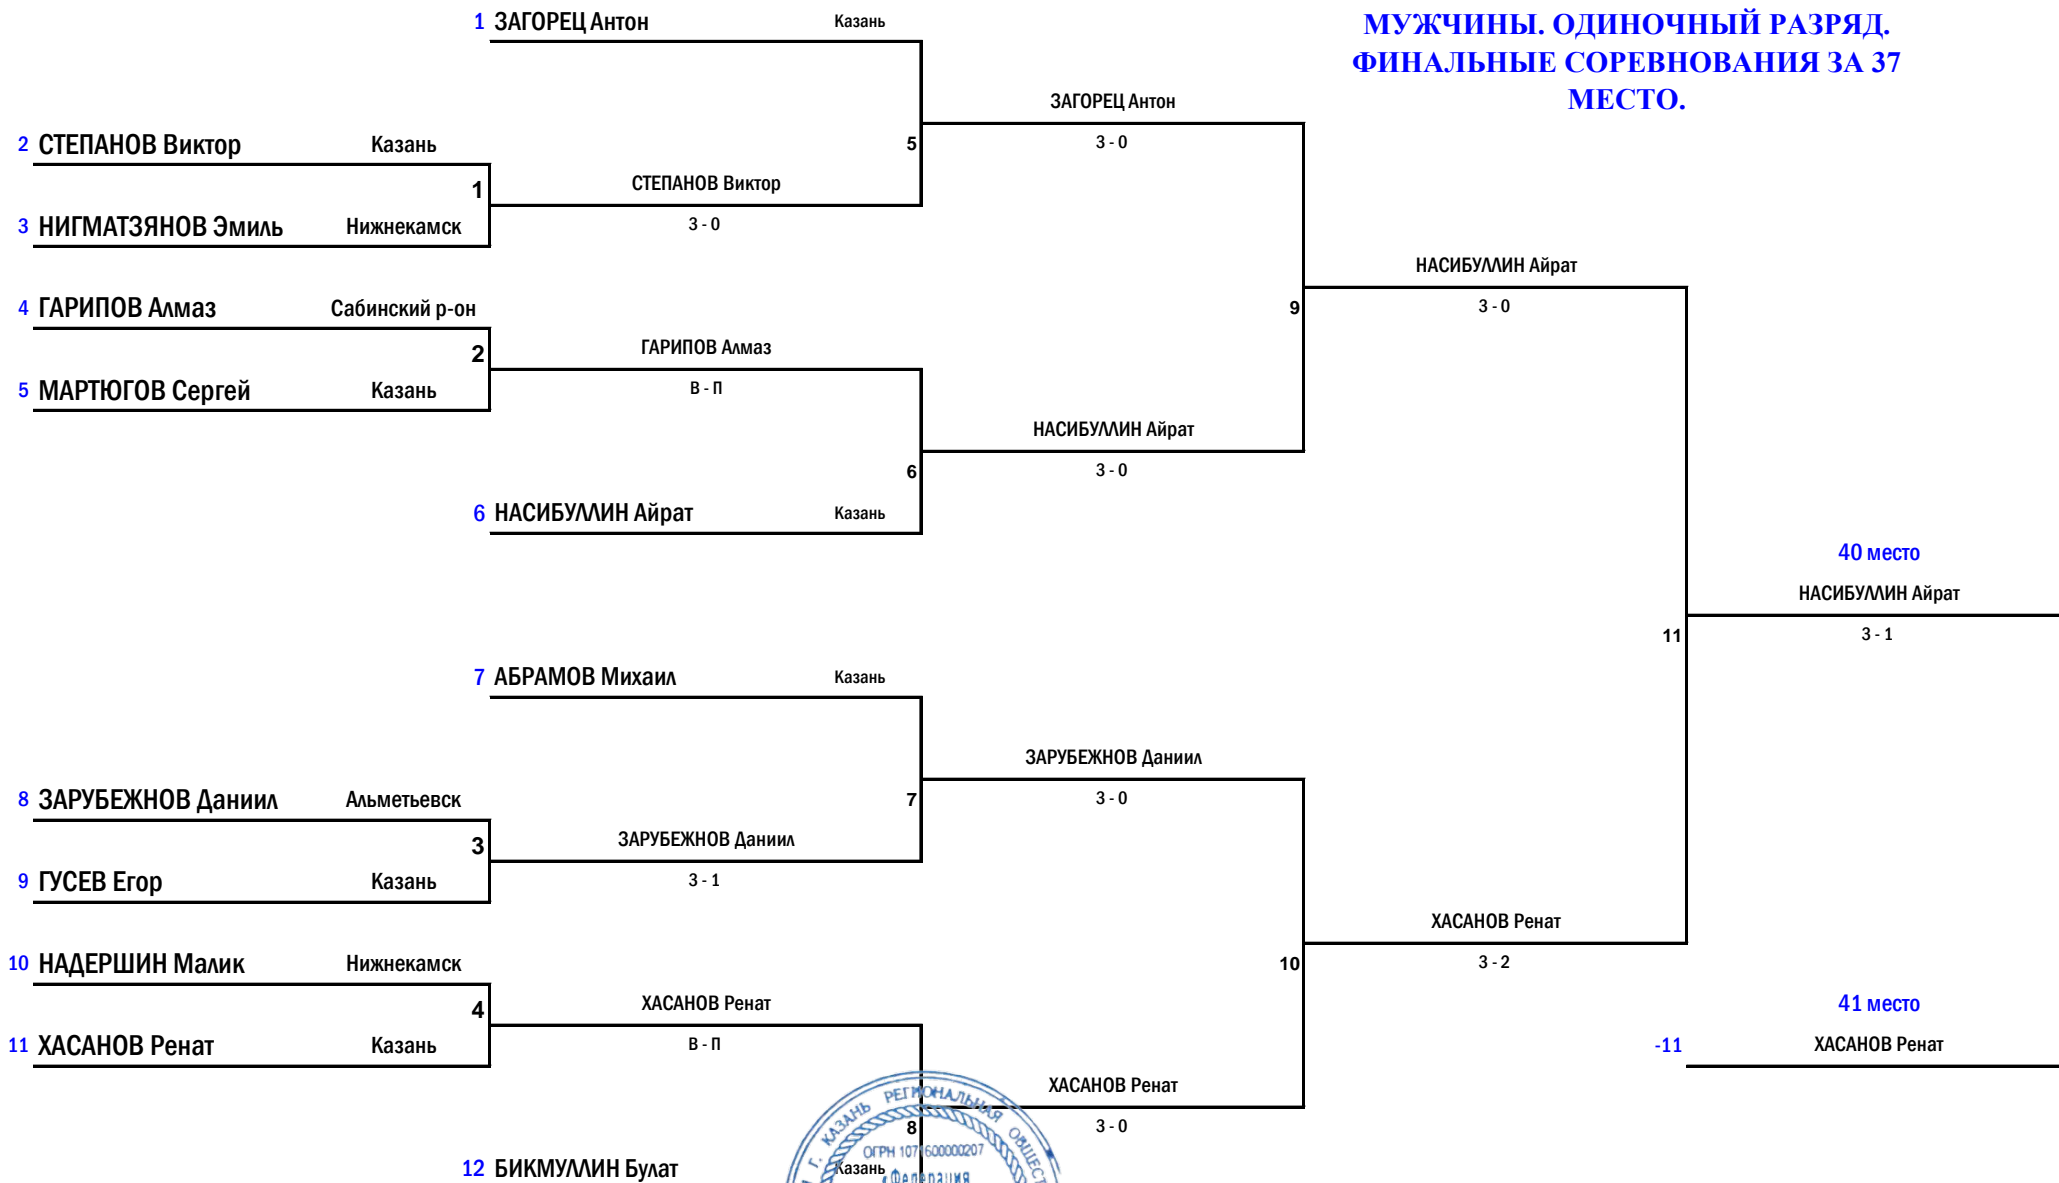 МУЖЧИНЫ. ОДИНОЧНЫЙ РАЗРЯД.
ФИНАЛЬНЫЕ СОРЕВНОВАНИЯ ЗА 37
МЕСТО.
1 ЗАГОРЕЦ Антон Казань
ЗАГОРЕЦ Антон
2 СТЕПАНОВ Виктор Казань
5
3 - 0
1
СТЕПАНОВ Виктор
3 НИГМАТЗЯНОВ Эмиль Нижнекамск
3 - 0
НАСИБУЛЛИН Айрат
4 ГАРИПОВ Алмаз Сабинский р-он
9
3 - 0
2
ГАРИПОВ Алмаз
5 МАРТЮГОВ Сергей Казань
В - П
НАСИБУЛЛИН Айрат
6
3 - 0
6 НАСИБУЛЛИН Айрат Казань
40 место
НАСИБУЛЛИН Айрат
11
3 - 1
7 АБРАМОВ Михаил Казань
ЗАРУБЕЖНОВ Даниил
8 ЗАРУБЕЖНОВ Даниил Альметьевск
7
3 - 0
3
ЗАРУБЕЖНОВ Даниил
9 ГУСЕВ Егор Казань
3 - 1
ХАСАНОВ Ренат
10 НАДЕРШИН Малик Нижнекамск
10
3 - 2
4
ХАСАНОВ Ренат
41 место
11 ХАСАНОВ Ренат Казань
В - П
-11 ХАСАНОВ Ренат
ХАСАНОВ Ренат
8
3 - 0
12 БИКМУЛЛИН Булат Казань
г. КАЗАНЬ РЕГИОНАЛЬНАЯ
ОГРН 1071600000207
«Федерация